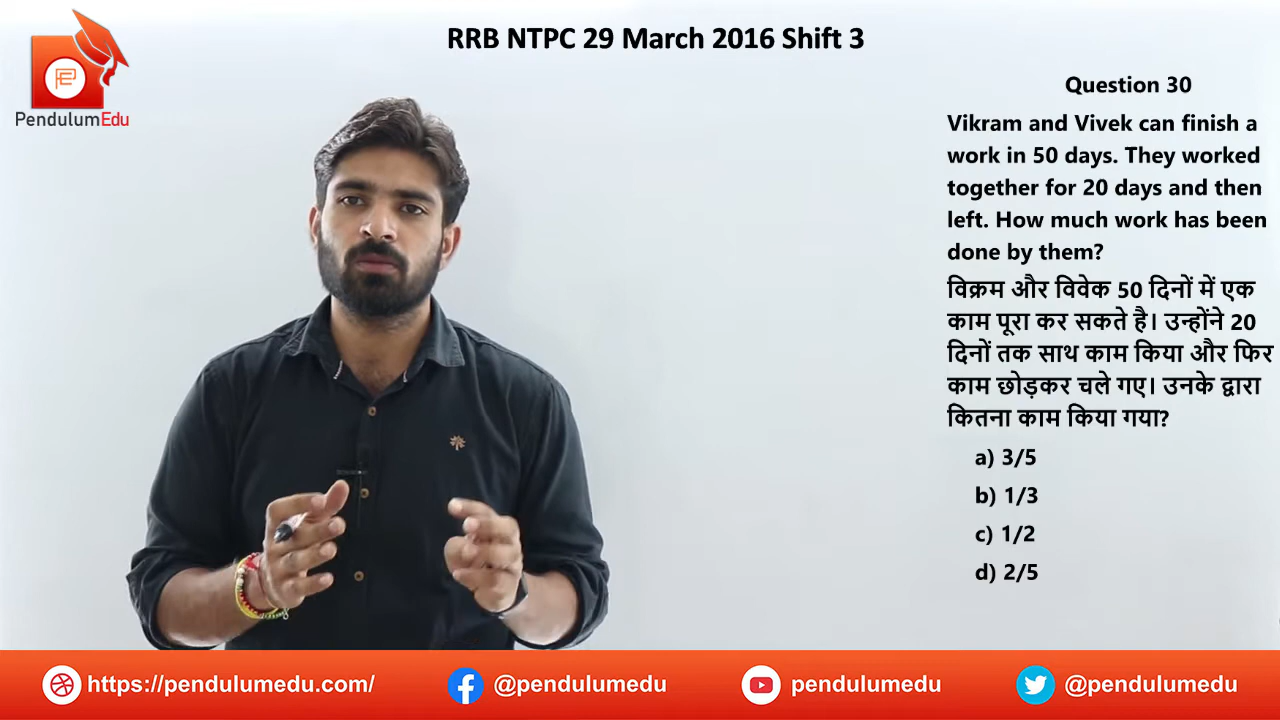 RRB NTPC 29 March 2016 Shift 3
PendulumEdu
Question 30
Vikram and Vivek can finish a
work in 50 days. They worked
together for 20 days and then
left. How much work has been
done by them?
विक्रम और विवेक 50 दिनों में एक
काम पूरा कर सकते है। उन्होंने 20
दिनों तक साथ काम किया और फिर
काम छोड़कर चले गए। उनके द्वारा
कितना काम किया गया?
a) 3/5
b) 1/3
c) 1/2
d) 2/5
https://pendulumedu.com/
@pendulumedu
pendulumedu
@pendulumedu